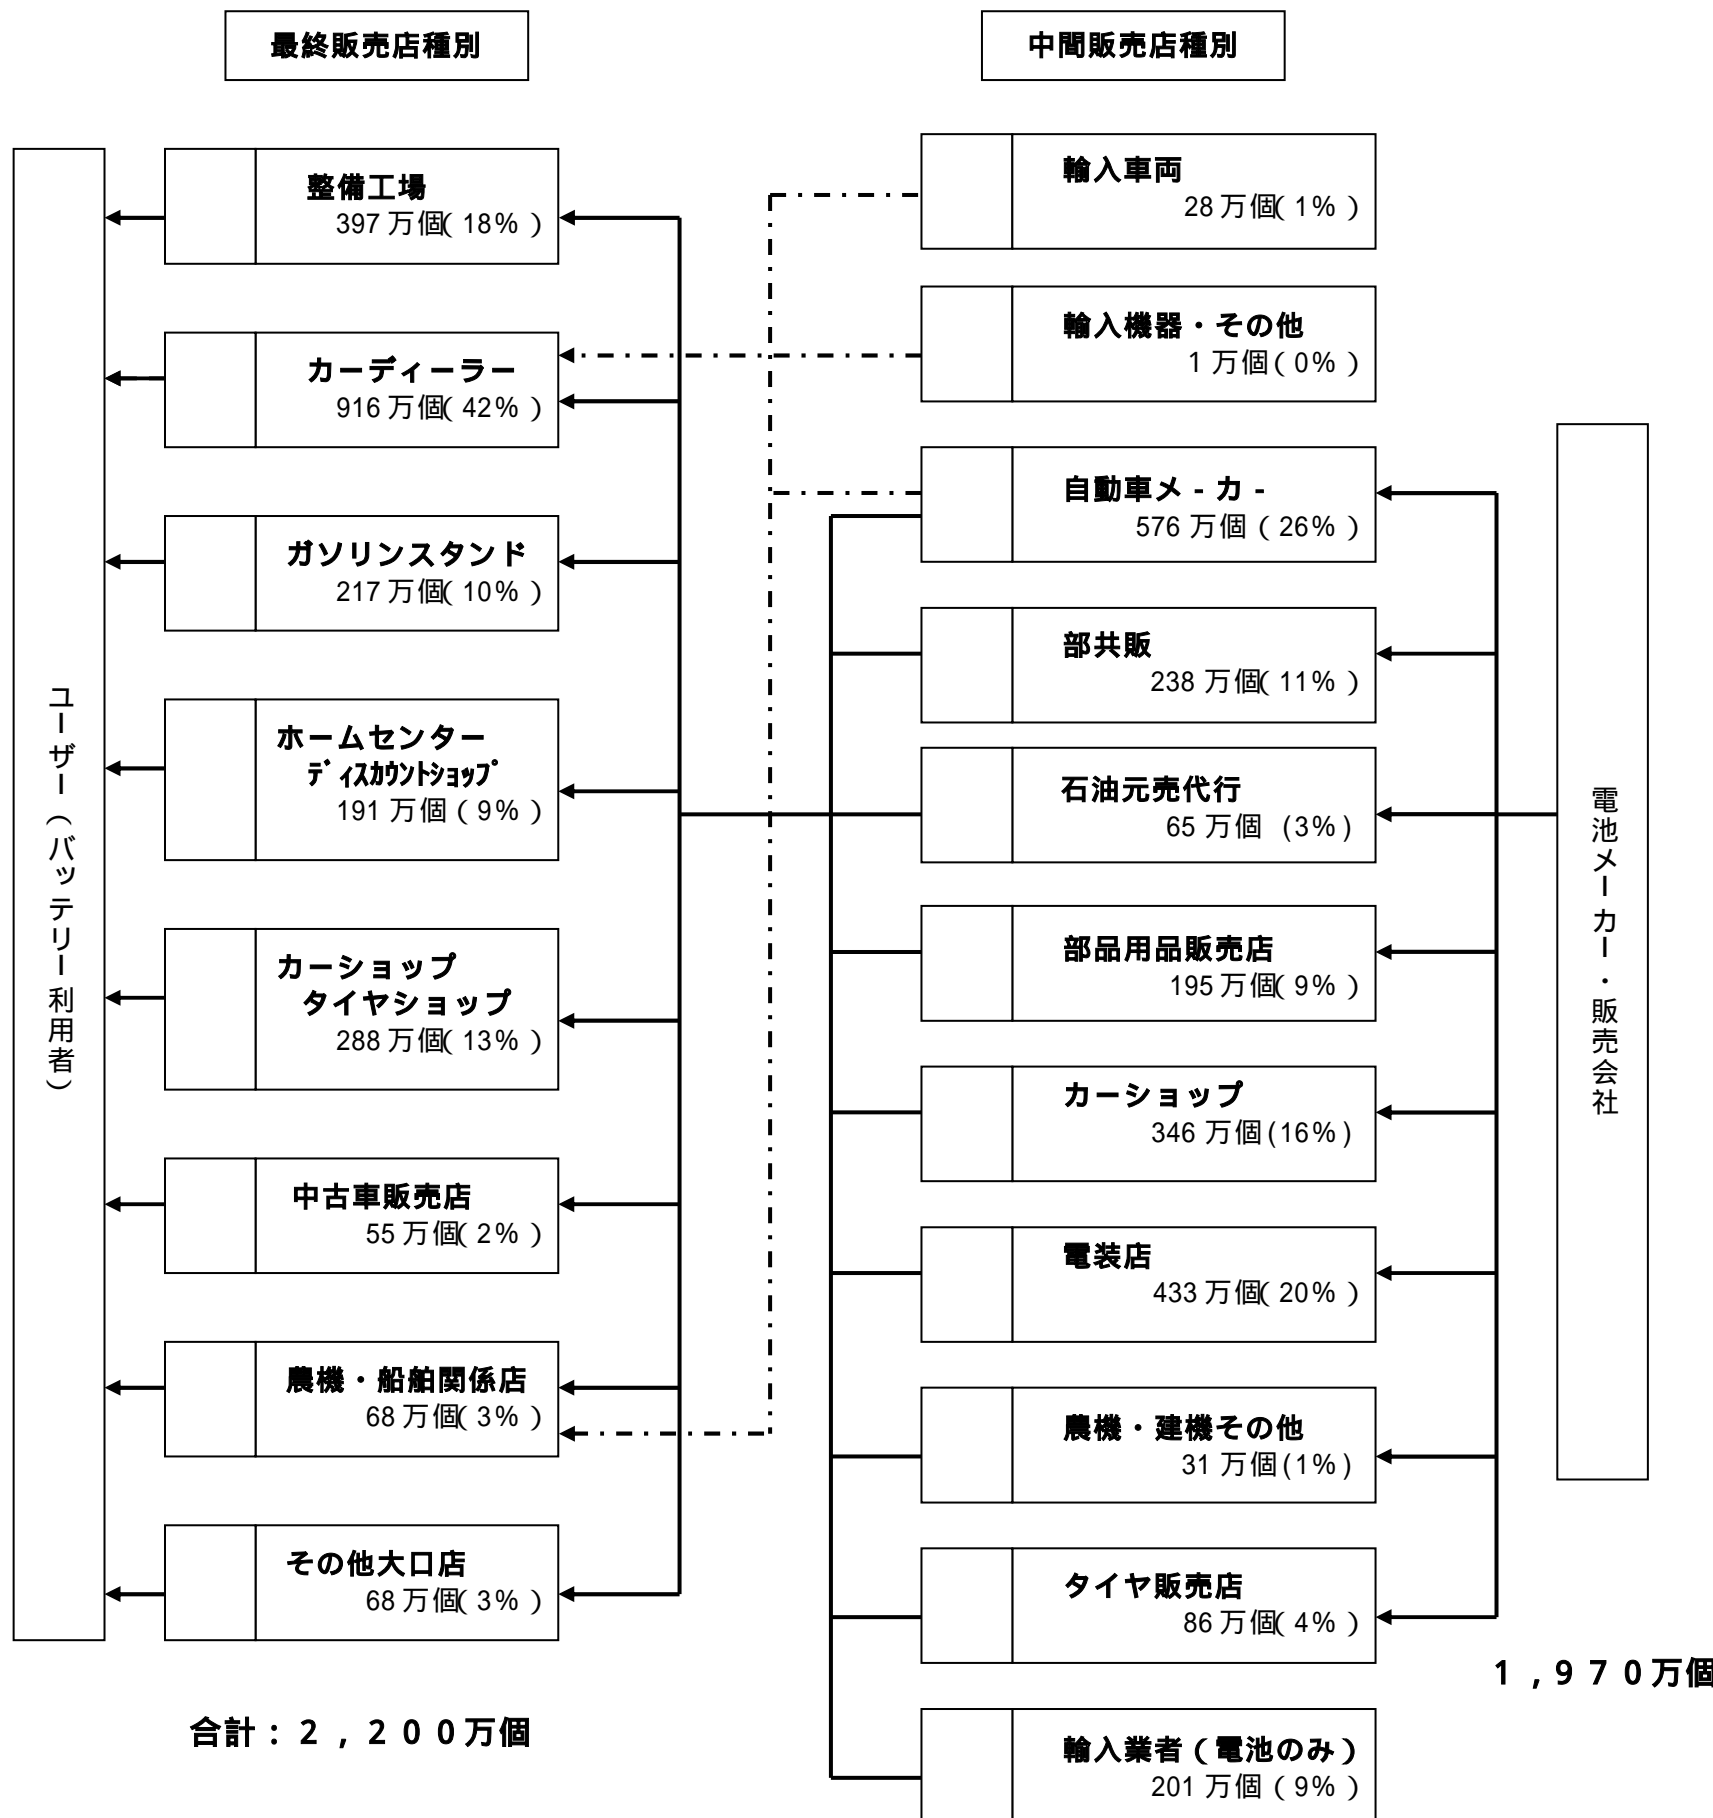 最終販売店種別
中間販売店種別
ユーザー（バッテリー利用者）
整備工場
397 万個( 18% )
カーディーラー
916 万個( 42% )
ガソリンスタンド
217 万個( 10% )
ホームセンター
ディスカウントショップ
191 万個 ( 9% )
カーショップ
タイヤショップ
288 万個( 13% )
中古車販売店
55 万個( 2% )
農機・船舶関係店
68 万個( 3% )
その他大口店
68 万個( 3% )
合計：２，２００万個
輸入車両
28 万個( 1% )
輸入機器・その他
1 万個 ( 0% )
自動車メ - カ -
576 万個 ( 26% )
部共販
238 万個( 11% )
石油元売代行
65 万個 (3%)
部品用品販売店
195 万個( 9% )
カーショップ
346 万個 (16%)
電装店
433 万個( 20% )
農機・建機その他
31 万個 (1%)
タイヤ販売店
86 万個( 4% )
輸入業者（電池のみ）
201 万個 ( 9% )
電池メーカー・販売会社
１，９７０万個